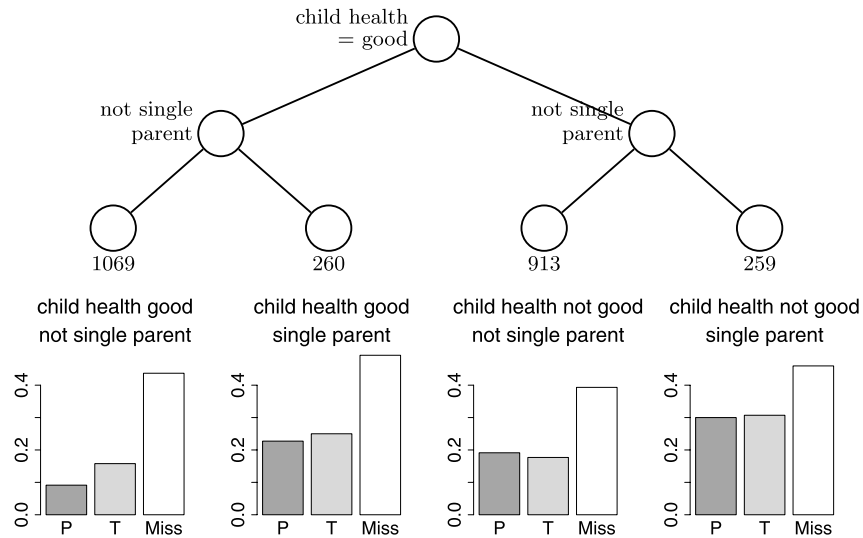 child health
= good
not single
parent
not single
parent
1069
260
913
259
child health good
not single parent
child health good
single parent
child health not good
not single parent
child health not good
single parent
0.0
0.2
0.4
P T Miss
0.0
0.2
0.4
P T Miss
0.0
0.2
0.4
P T Miss
0.0
0.2
0.4
P T Miss